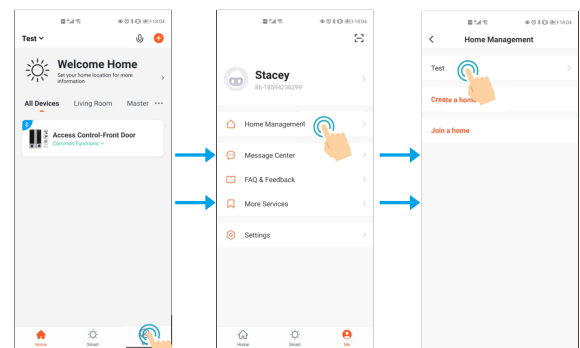 18:04
Test
Welcome Home
Set your home location for more
information
All Devices Living Room Master
Access Control-Front Door
Common Functions
Home Smart
18:04
Stacey
86-18594236299
Home Management
Message Center
FAQ & Feedback
More Services
Settings
Home Smart Me
18:04
Home Management
Test
Create a home
Join a home